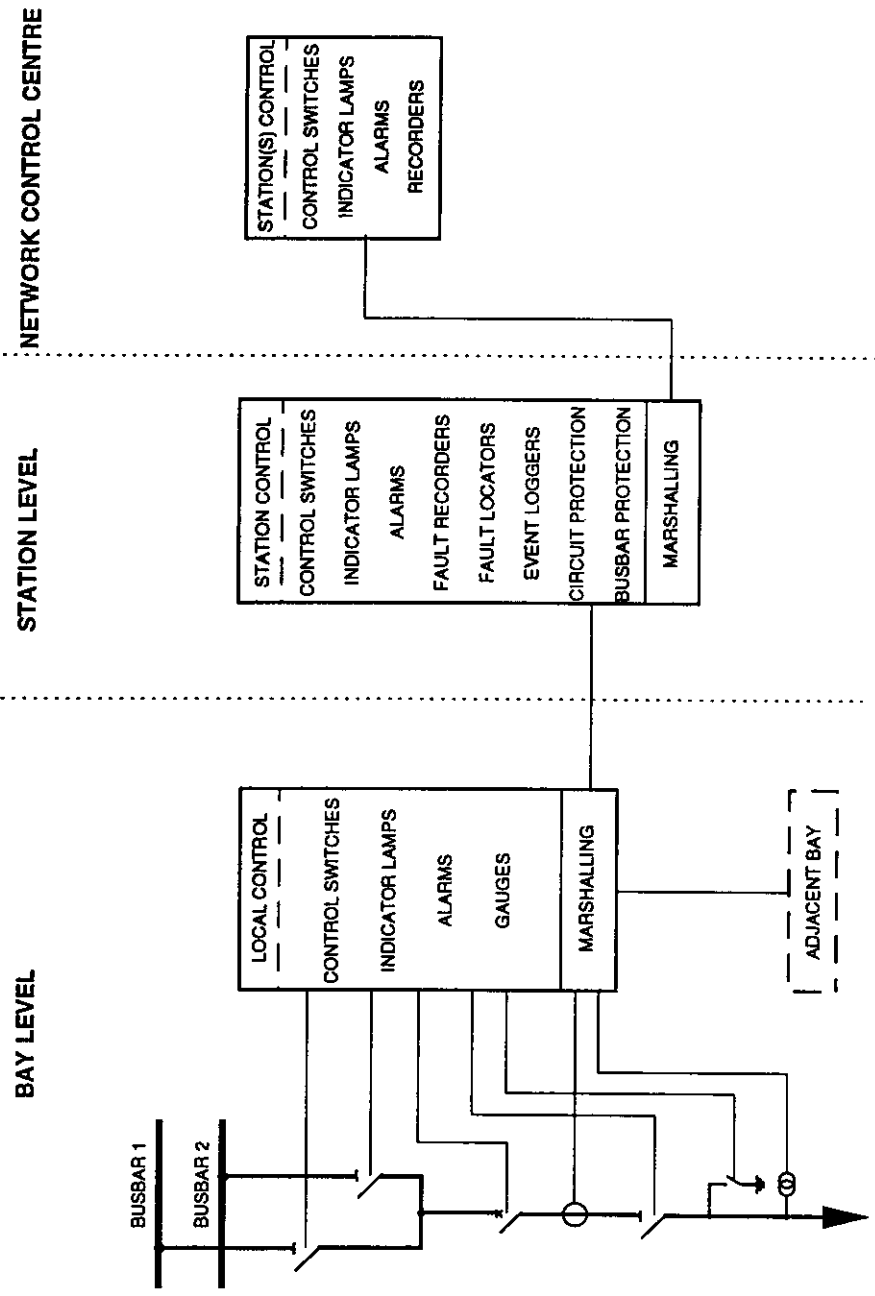 BAY LEVEL
BUSBAR 1
BUSBAR 2
LOCAL CONTROL
CONTROL SWITCHES
INDICATOR LAMPS
ALARMS
GAUGES
MARSHALLING
ADJACENT BAY
STATION LEVEL
STATION CONTROL
CONTROL SWITCHES
INDICATOR LAMPS
ALARMS
FAULT RECORDERS
FAULT LOCATORS
EVENT LOGGERS
CIRCUIT PROTECTION
BUSBAR PROTECTION
MARSHALLING
NETWORK CONTROL CENTRE
STATION(S) CONTROL
CONTROL SWITCHES
INDICATOR LAMPS
ALARMS
RECORDERS